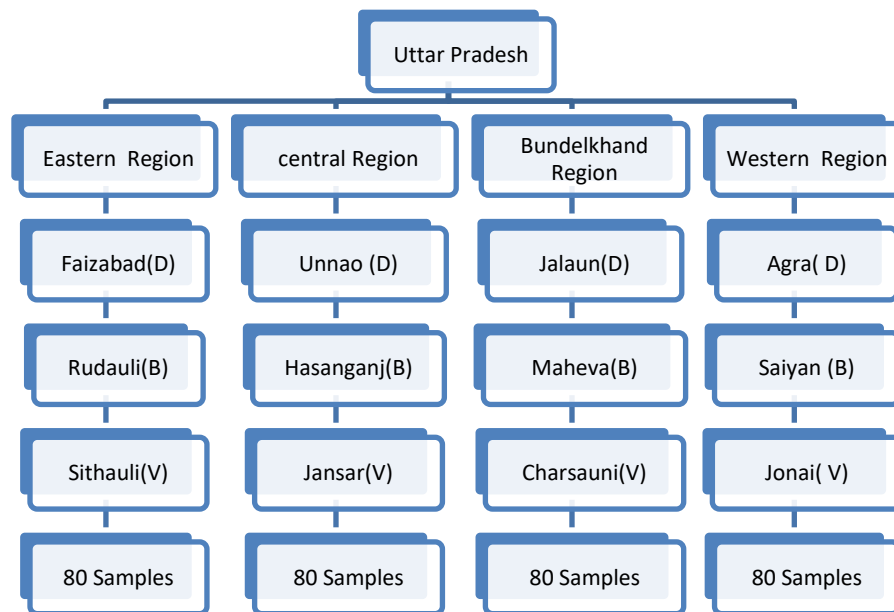 Uttar Pradesh
Eastern Region
central Region
Bundelkhand
Region
Western Region
Faizabad(D)
Unnao (D)
Jalaun(D)
Agra( D)
Rudauli(B)
Hasanganj(B)
Maheva(B)
Saiyan (B)
Sithauli(V)
Jansar(V)
Charsauni(V)
Jonai( V)
80 Samples
80 Samples
80 Samples
80 Samples